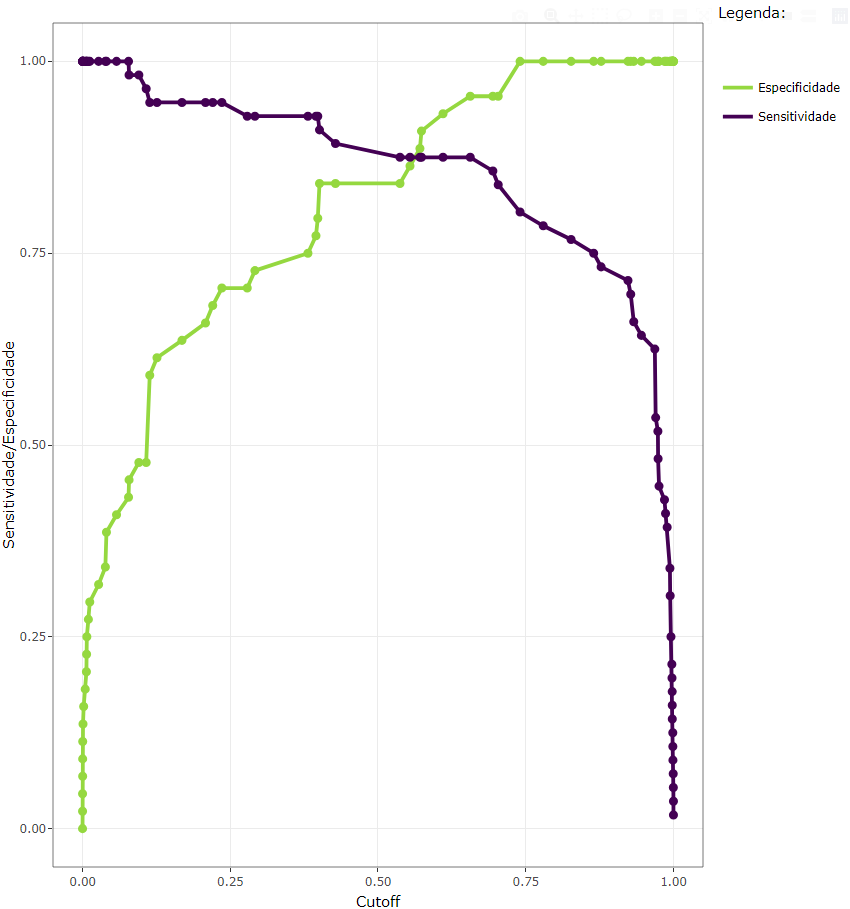 Legenda:
Especificidade
Sensitividade
Sensitividade/Especificidade
1.00
0.75
0.50
0.25
0.00
0.00 0.25 0.50 0.75 1.00
Cutoff